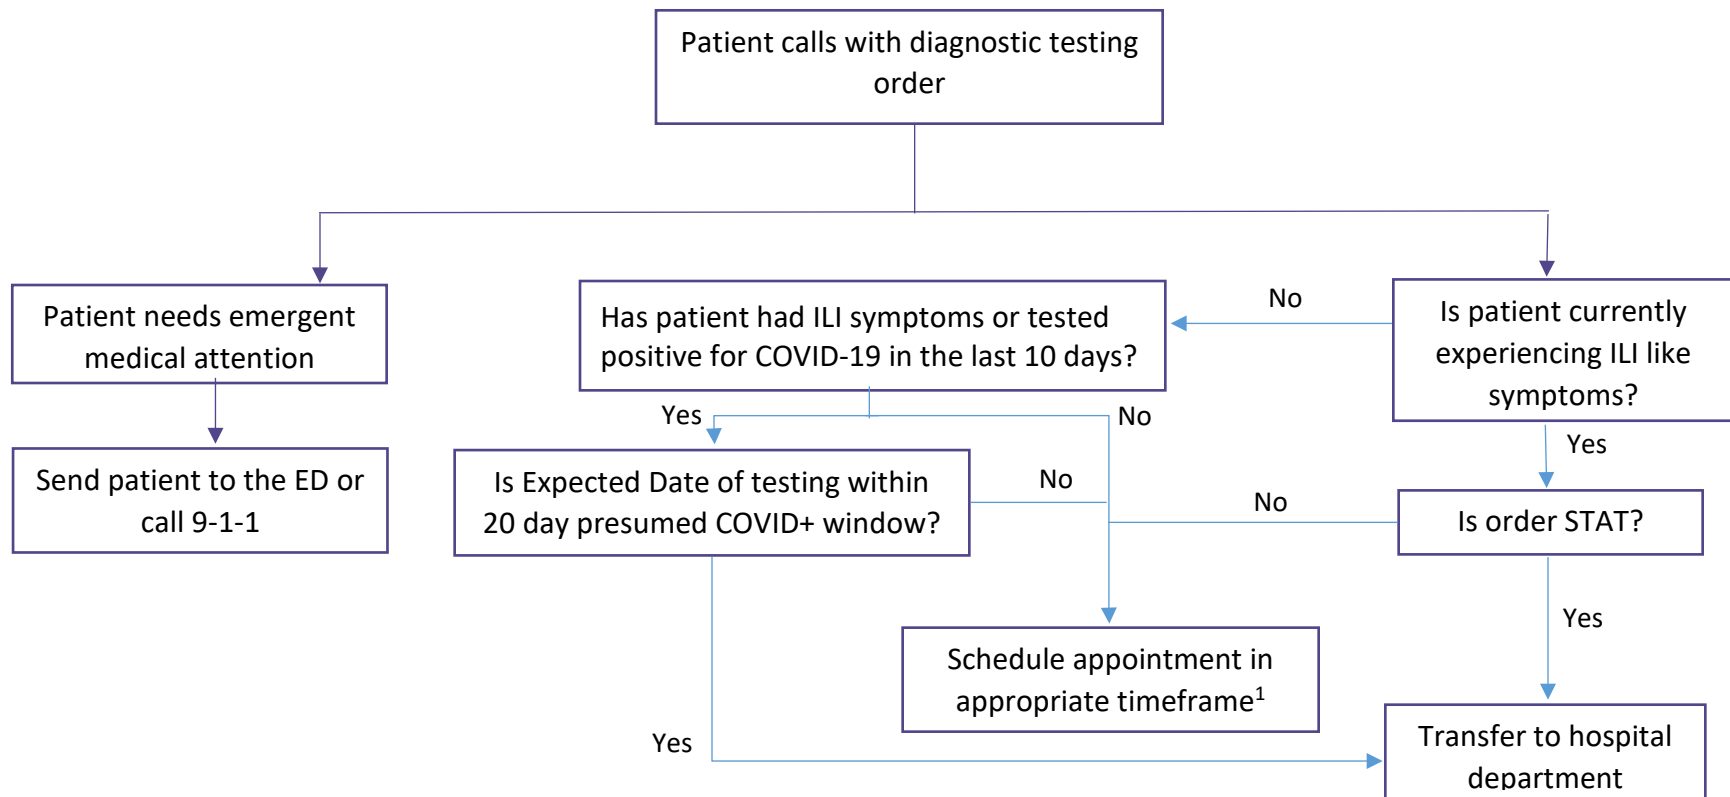 Patient calls with diagnostic testing
order
Patient needs emergent
medical attention
Send patient to the ED or
call 9-1-1
No
Has patient had ILI symptoms or tested
positive for COVID-19 in the last 10 days?
Is patient currently
experiencing ILI like
symptoms?
Yes
No
Yes
Is Expected Date of testing within
20 day presumed COVID+ window?
No
No
Is order STAT?
Yes
Schedule appointment in
appropriate timeframe¹
Yes
Transfer to hospital
department